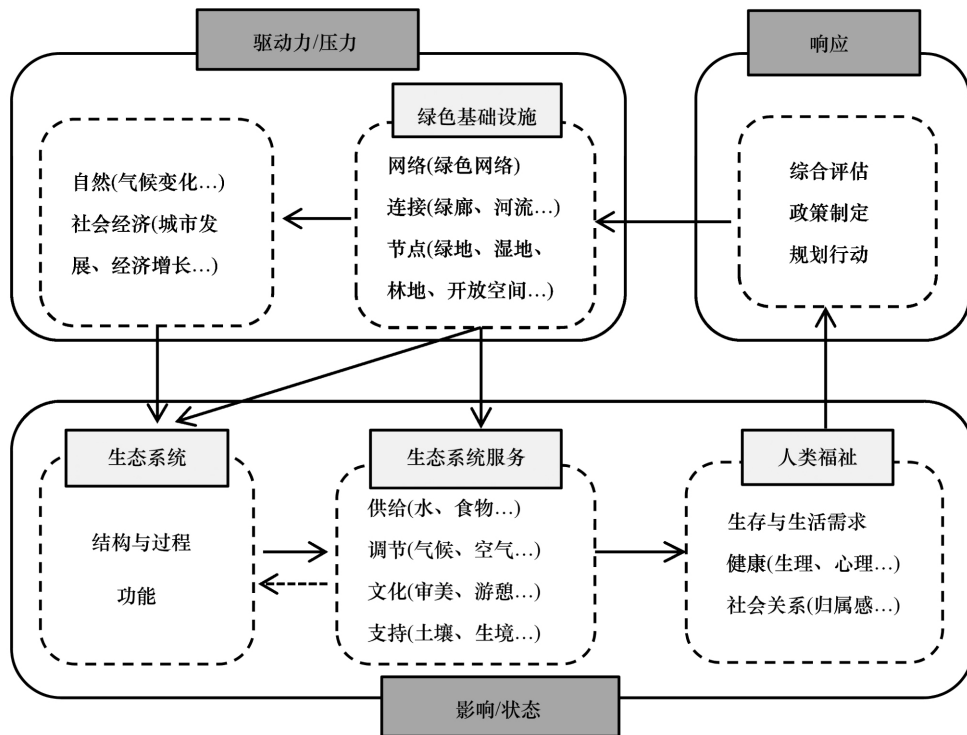 驱动力/压力
响应
绿色基础设施
自然(气候变化…)
社会经济(城市发
展、经济增长…)
网络(绿色网络)
连接(绿廊、河流…)
节点(绿地、湿地、
林地、开放空间…)
综合评估
政策制定
规划行动
生态系统
结构与过程
功能
生态系统服务
供给(水、食物…)
调节(气候、空气…)
文化(审美、游憩…)
支持(土壤、生境…)
人类福祉
生存与生活需求
健康(生理、心理…)
社会关系(归属感…)
影响/状态